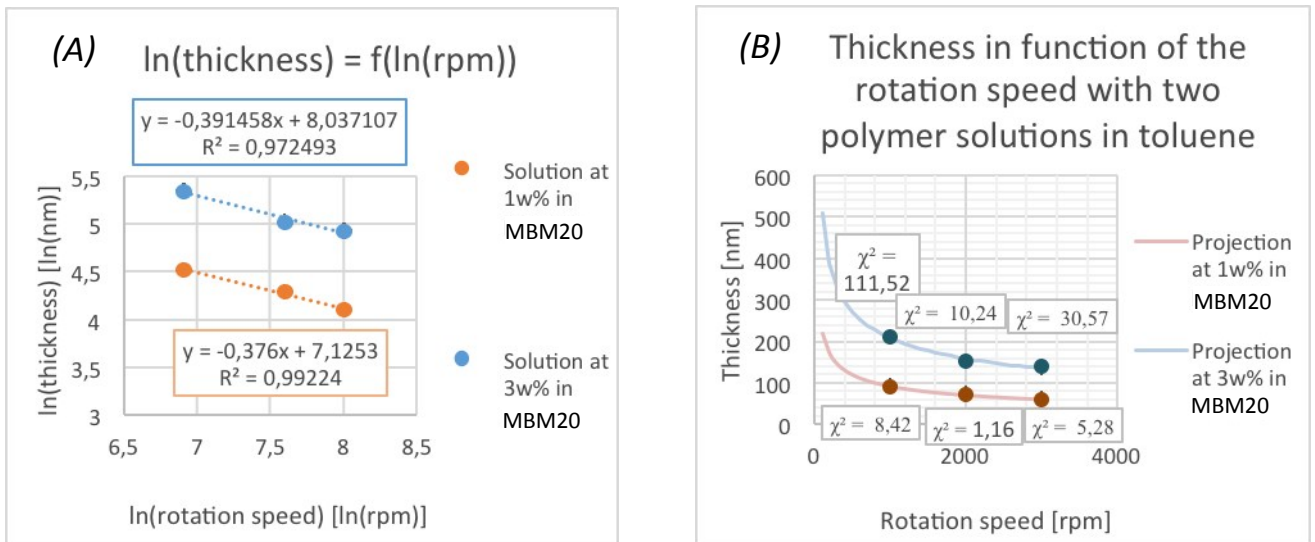 (A)
ln(thickness) = f(ln(rpm))
y = -0,391458x + 8,037107
R² = 0,972493
5,5
5
4,5
4
3,5
3
ln(thickness) [ln(nm)]
y = -0,376x + 7,1253
R² = 0,99224
6,5 7 7,5 8 8,5
ln(rotation speed) [ln(rpm)]
Solution at
1w% in
MBM20
Solution at
3w% in
MBM20
(B)
Thickness in function of the
rotation speed with two
polymer solutions in toluene
600
500
400
300
200
100
0
Thickness [nm]
χ² =
111,52
χ² = 10,24
χ² = 30,57
χ² = 8,42
χ² = 1,16
χ² = 5,28
0 2000 4000
Rotation speed [rpm]
Projection
at 1w% in
MBM20
Projection
at 3w% in
MBM20